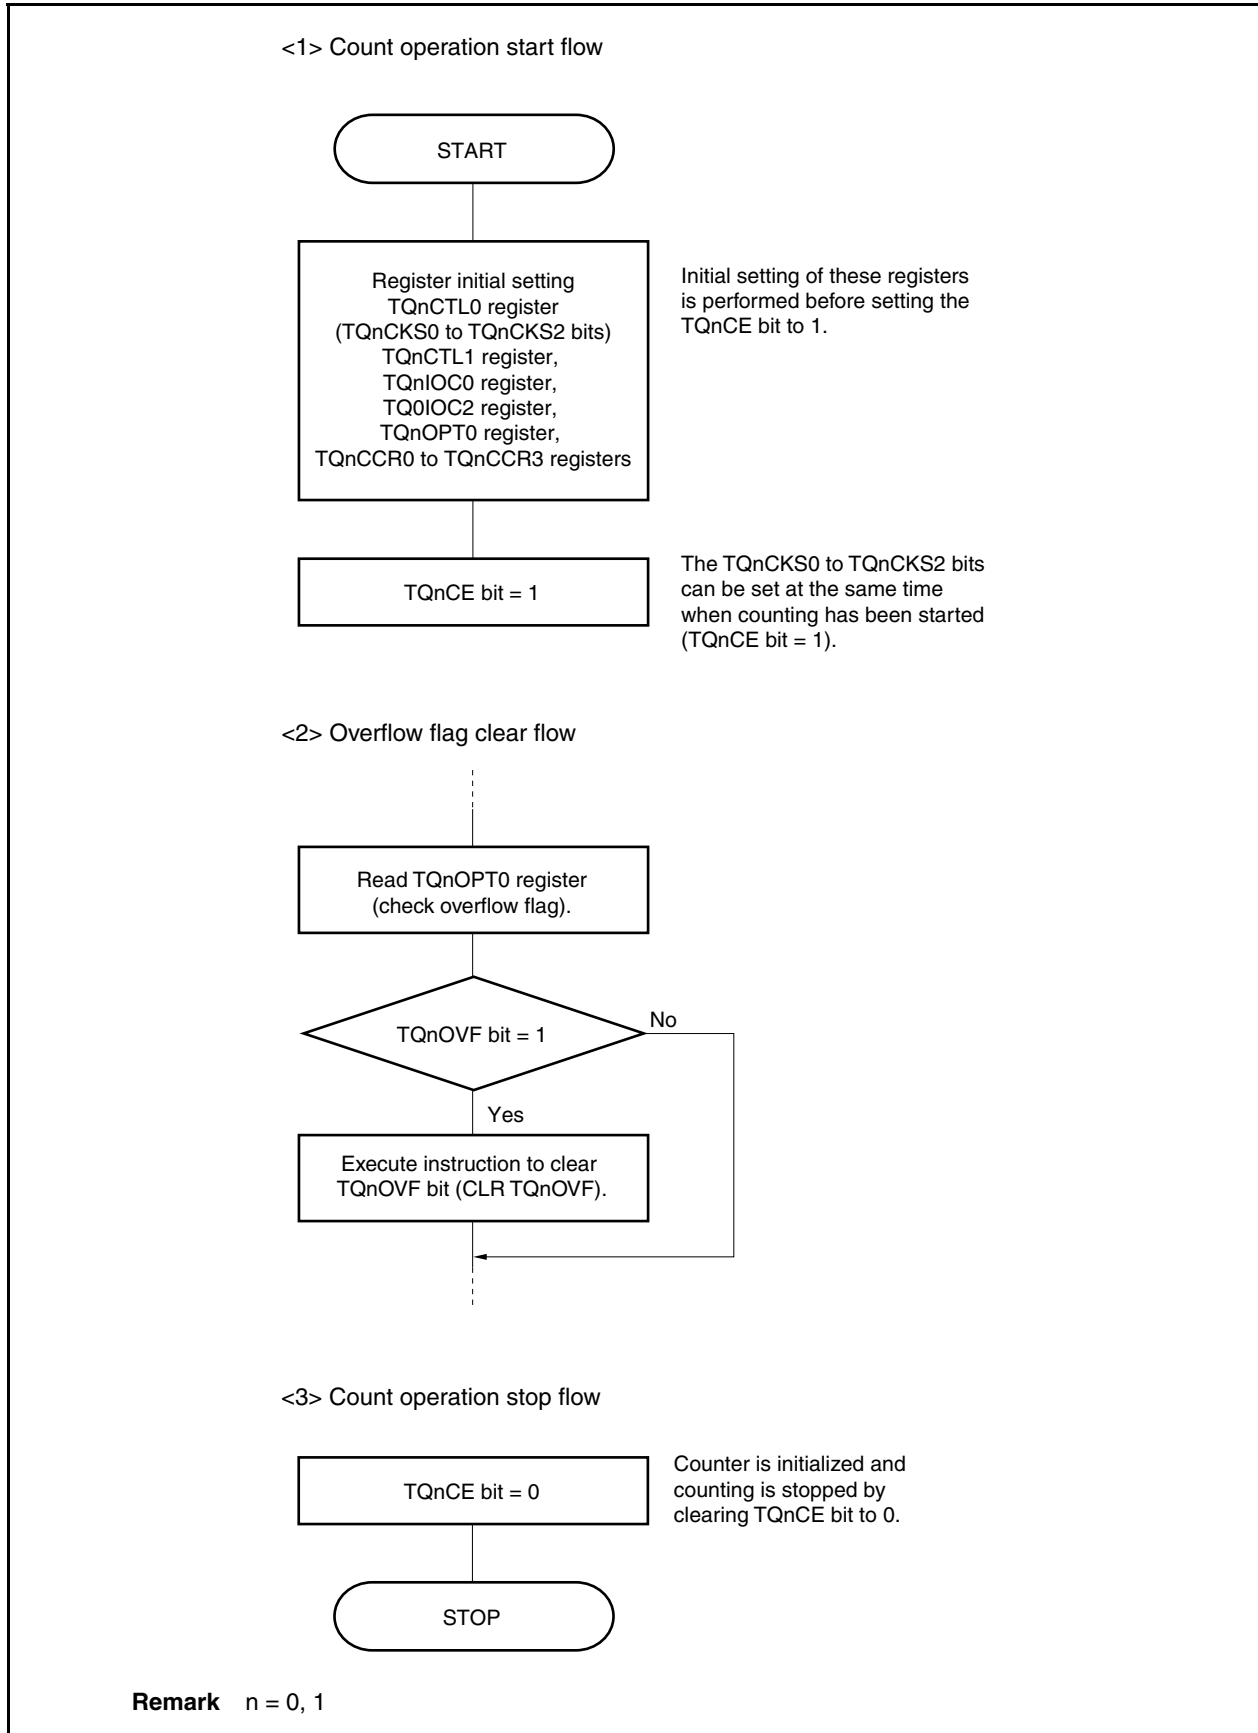 <1> Count operation start flow
START
Register initial setting
TQnCTL0 register
(TQnCKS0 to TQnCKS2 bits)
TQnCTL1 register,
TQnIOC0 register,
TQ0IOC2 register,
TQnOPT0 register,
TQnCCR0 to TQnCCR3 registers
Initial setting of these registers
is performed before setting the
TQnCE bit to 1.
TQnCE bit = 1
The TQnCKS0 to TQnCKS2 bits
can be set at the same time
when counting has been started
(TQnCE bit = 1).
<2> Overflow flag clear flow
Read TQnOPT0 register
(check overflow flag).
TQnOVF bit = 1
No
Yes
Execute instruction to clear
TQnOVF bit (CLR TQnOVF).
<3> Count operation stop flow
TQnCE bit = 0
Counter is initialized and
counting is stopped by
clearing TQnCE bit to 0.
STOP
Remark n = 0, 1